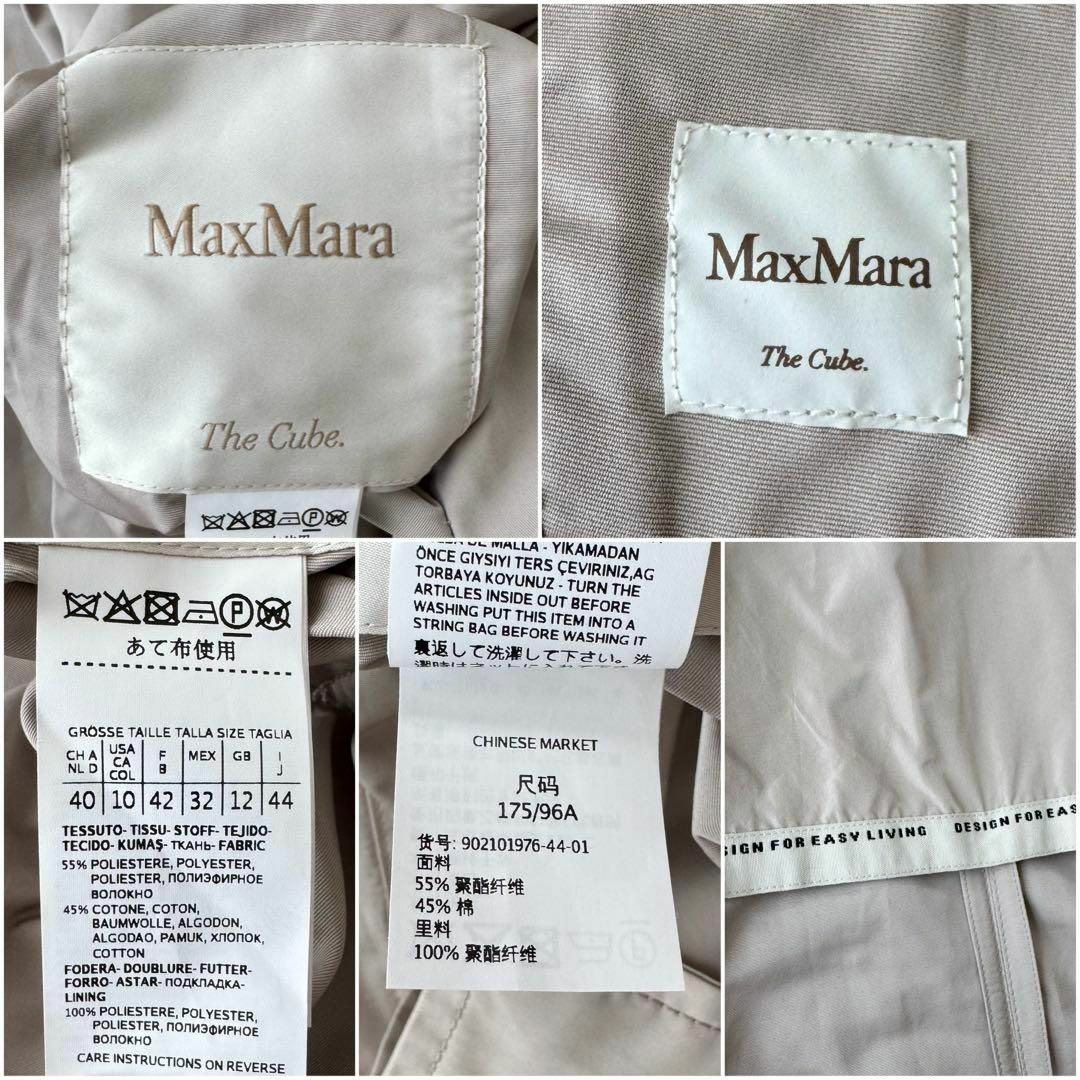 MaxMara
The Cube.
MaxMara
The Cube.
あて布使用
GRÖSSE TAILLE TALLA SIZE TAGLIA
CH A NL D
USA CA COL
F B
MEX
GB
I J
40 10 42 32 12 44
TESSUTO- TISSU- STOFF- TEJIDO-
TECIDO- KUMAŞ- ТКАНЬ- FABRIC
55% POLIESTERE, POLYESTER,
POLIESTER, ПОЛИЭФИРНОЕ
ВОЛОКНО
45% COTONE, COTON,
BAUMWOLLE, ALGODON,
ALGODAO, PAMUK, ХЛОПОК,
COTTON
FODERA- DOUBLURE- FUTTER-
FORRO- ASTAR- ПОДКЛАДКА-
LINING
100% POLIESTERE, POLYESTER,
POLIESTER, ПОЛИЭФИРНОЕ
ВОЛОКНО
CARE INSTRUCTIONS ON REVERSE
DE MALLA - YIKAMADAN
ÖNCE GIYSIYI TERS ÇEVIRINIZ,AG
TORBAYA KOYUNUZ - TURN THE
ARTICLES INSIDE OUT BEFORE
WASHING PUT THIS ITEM INTO A
STRING BAG BEFORE WASHING IT
裏返して洗濯して下さい。洗
CHINESE MARKET
尺码
175/96A
货号: 902101976-44-01
面料
55% 聚酯纤维
45% 棉
里料
100% 聚酯纤维
SIGN FOR EASY LIVING DESIGN FOR EAS